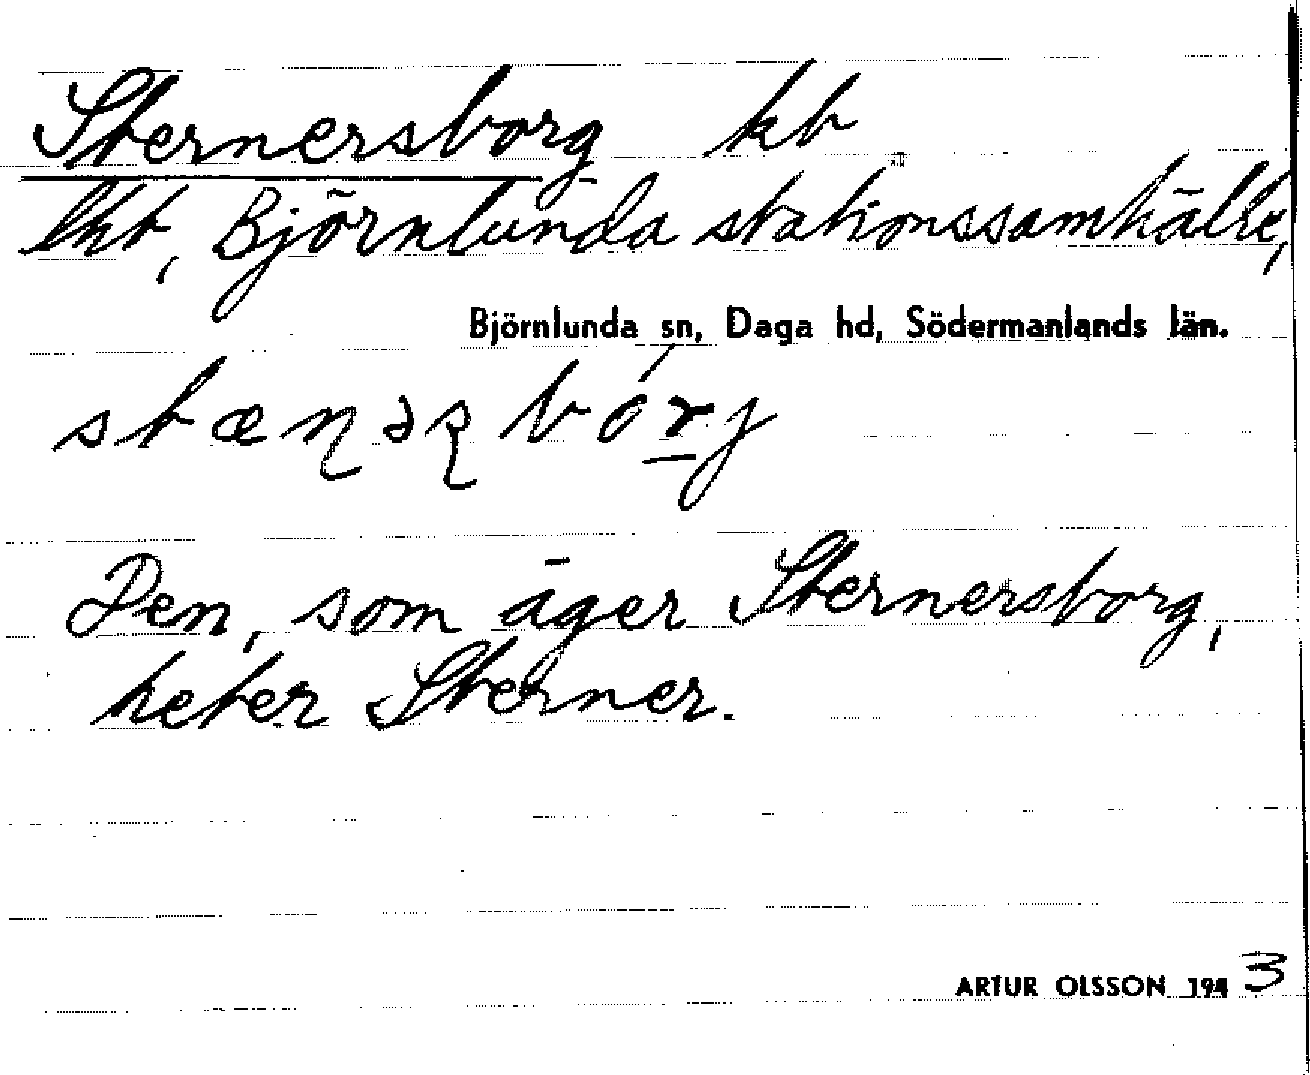 Sternersborg kb
lht, Björnlunda stationssamhälle,
Björnlunda sn, Daga hd, Södermanlands län.
stæɳəʂbórj
Den, som äger Sternersborg,
heter Sterner.
ARTUR OLSSON 1943